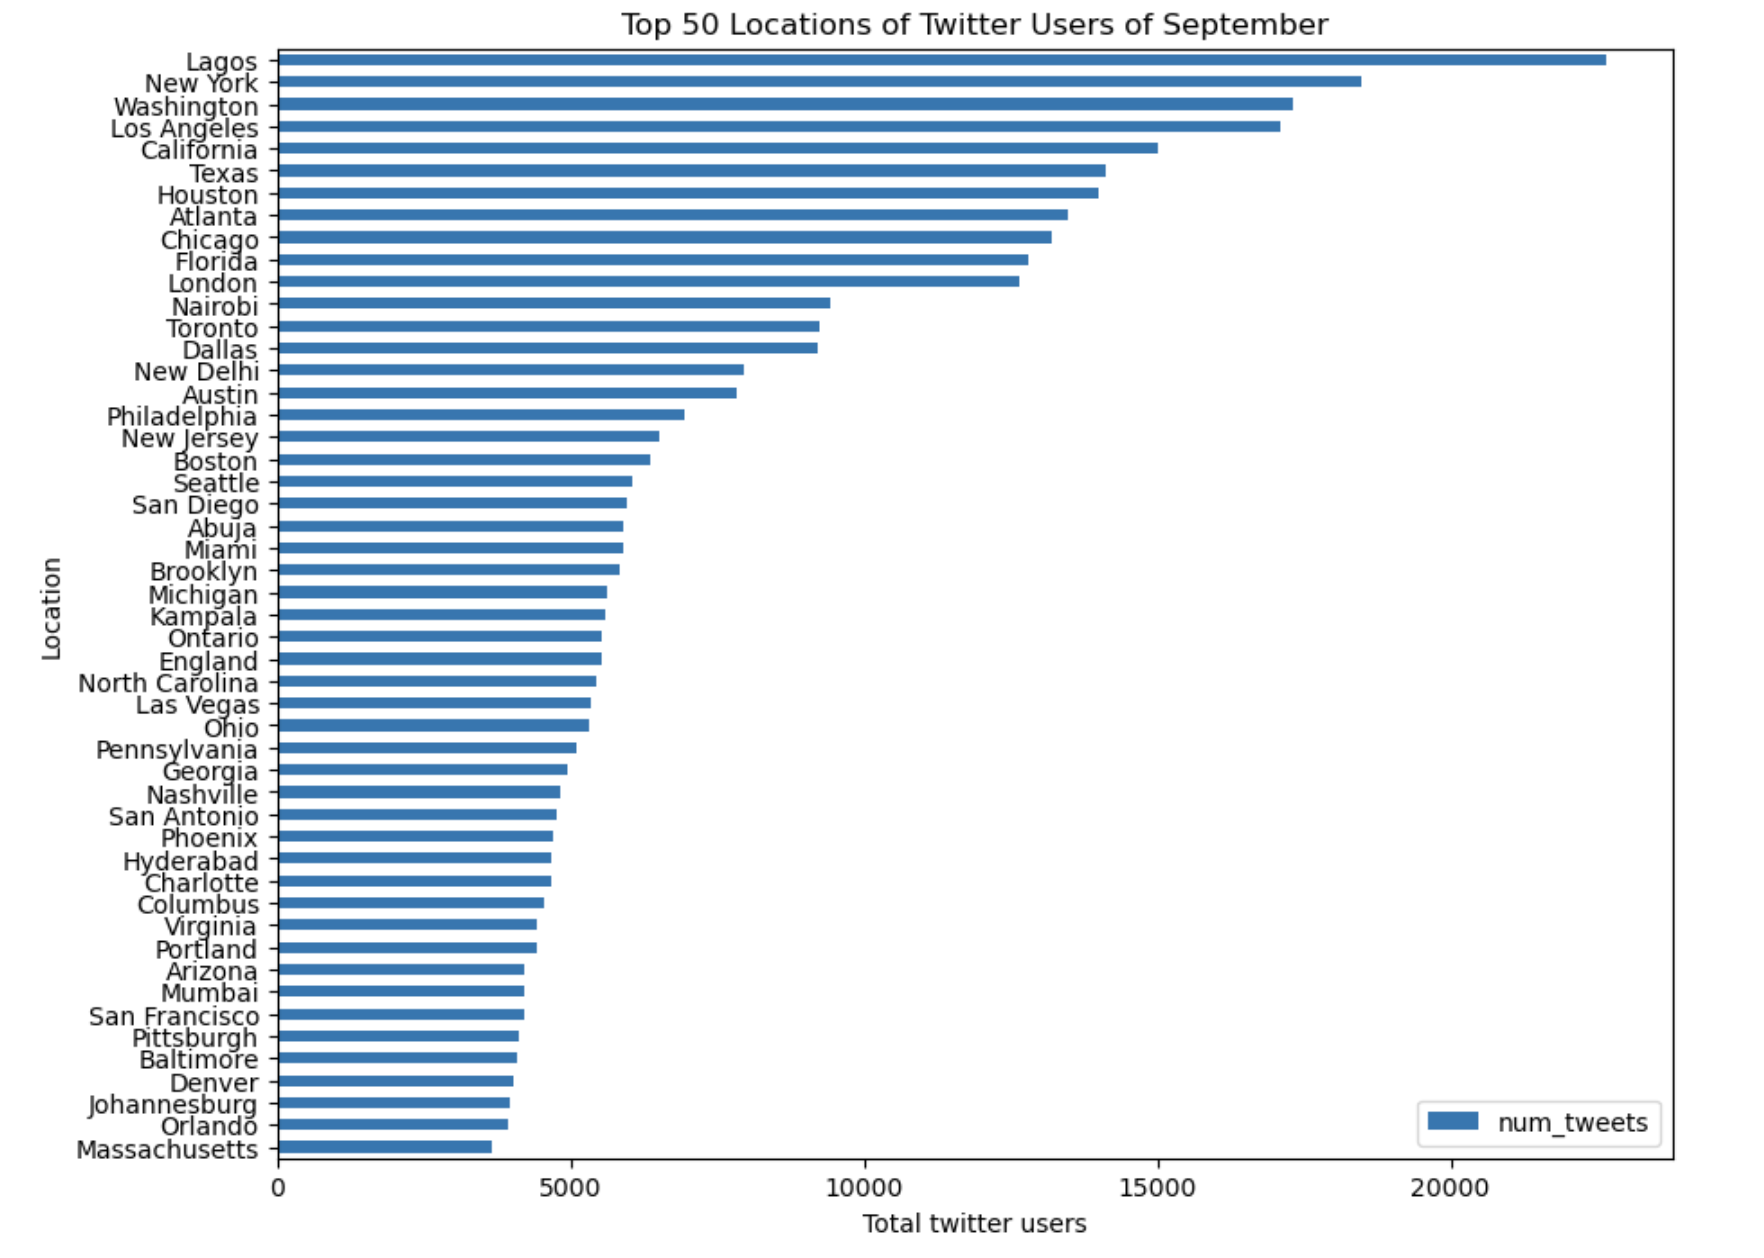 Top 50 Locations of Twitter Users of September
Lagos
New York
Washington
Los Angeles
California
Texas
Houston
Atlanta
Chicago
Florida
London
Nairobi
Toronto
Dallas
New Delhi
Austin
Philadelphia
New Jersey
Boston
Seattle
San Diego
Abuja
Miami
Brooklyn
Michigan
Kampala
Ontario
England
North Carolina
Las Vegas
Ohio
Pennsylvania
Georgia
Nashville
San Antonio
Phoenix
Hyderabad
Charlotte
Columbus
Virginia
Portland
Arizona
Mumbai
San Francisco
Pittsburgh
Baltimore
Denver
Johannesburg
Orlando
Massachusetts
Location
num_tweets
0 5000 10000 15000 20000
Total twitter users